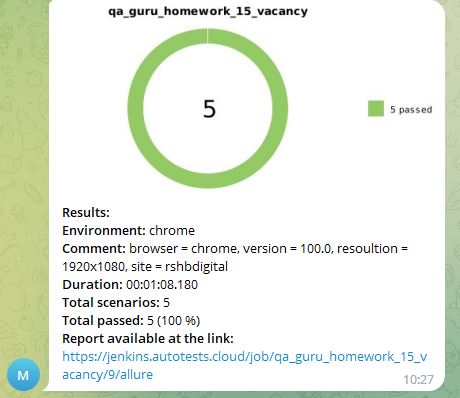 qa_guru_homework_15_vacancy
5
5 passed
Results:
Environment: chrome
Comment: browser = chrome, version = 100.0, resoultion =
1920x1080, site = rshbdigital
Duration: 00:01:08.180
Total scenarios: 5
Total passed: 5 (100 %)
Report available at the link:
https://jenkins.autotests.cloud/job/qa_guru_homework_15_v
acancy/9/allure
M
10:27